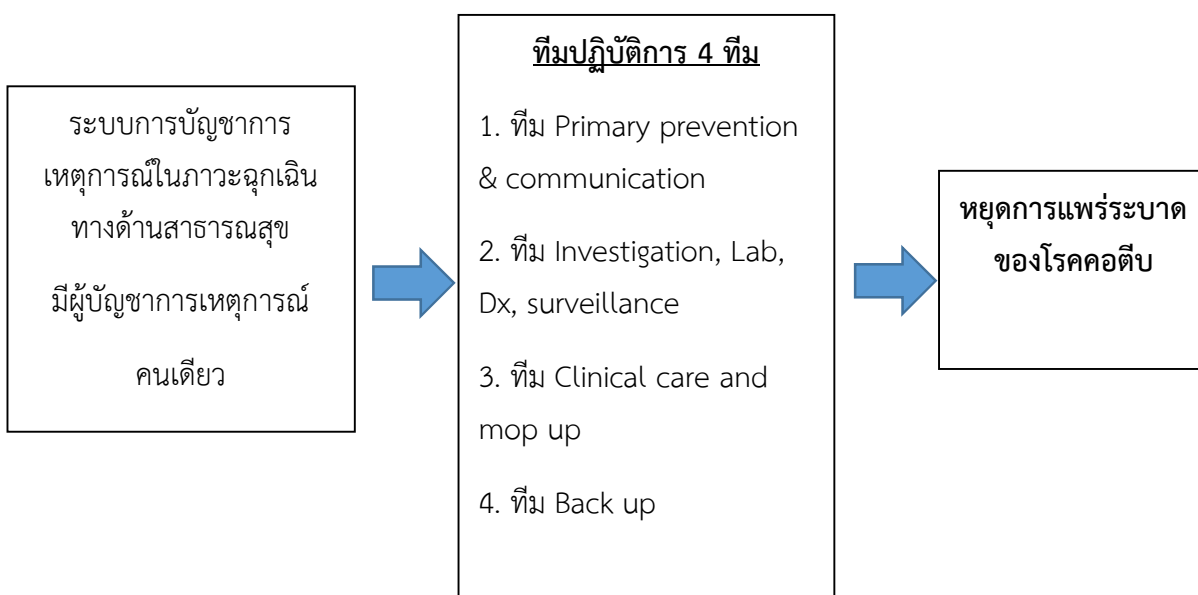 ระบบการบัญชาการ
เหตุการณ์ในภาวะฉุกเฉิน
ทางด้านสาธารณสุข
มีผู้บัญชาการเหตุการณ์
คนเดียว
ทีมปฏิบัติการ 4 ทีม
1. ทีม Primary prevention
& communication
2. ทีม Investigation, Lab,
Dx, surveillance
3. ทีม Clinical care and
mop up
4. ทีม Back up
หยุดการแพร่ระบาด
ของโรคคอตีบ